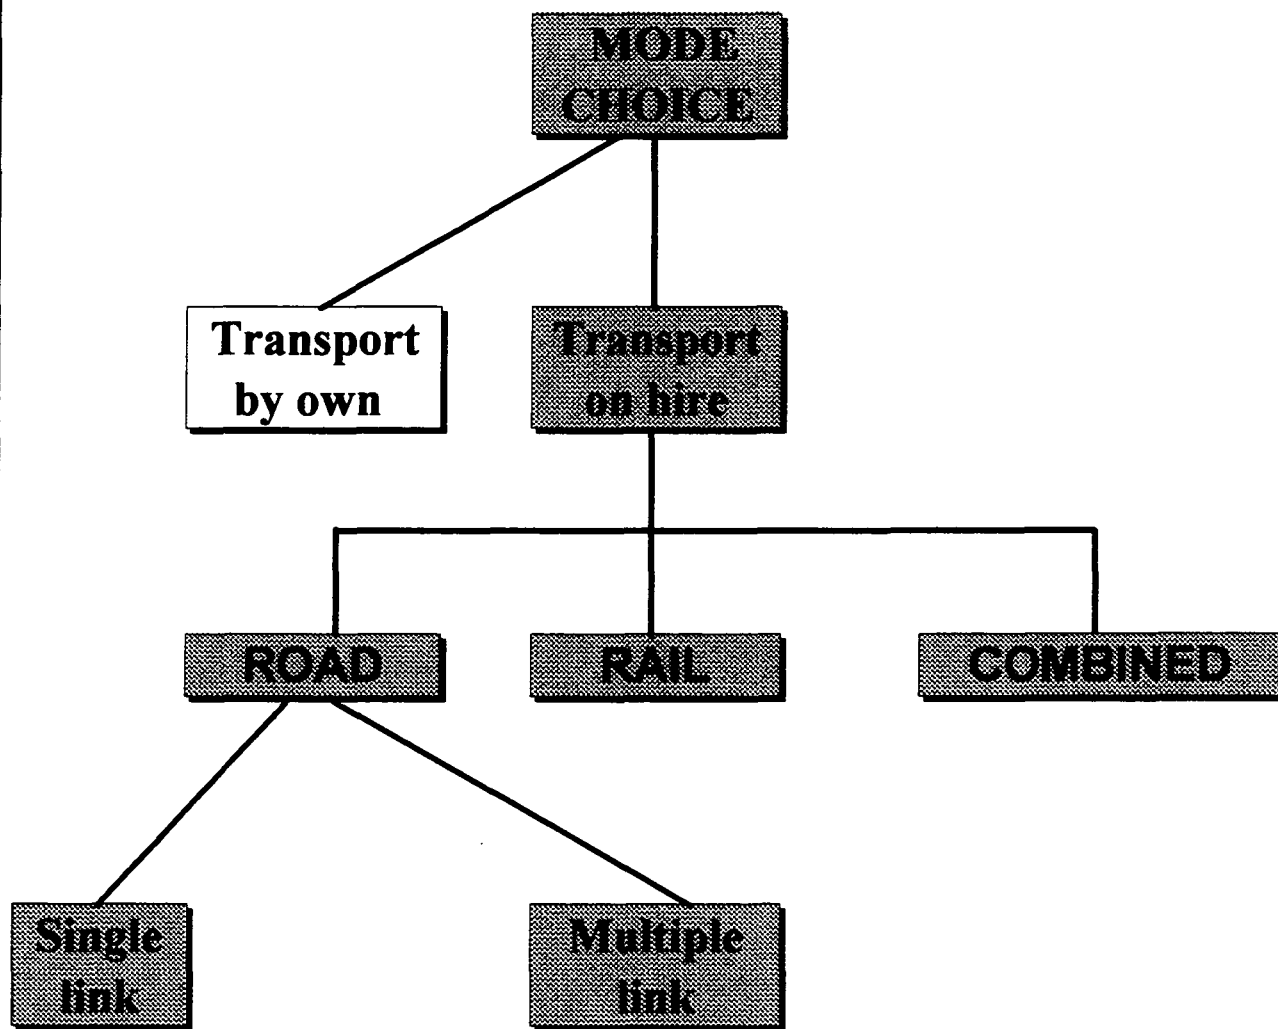 MODE
CHOICE
Transport
by own
Transport
on hire
ROAD
RAIL
COMBINED
Single
link
Multiple
link